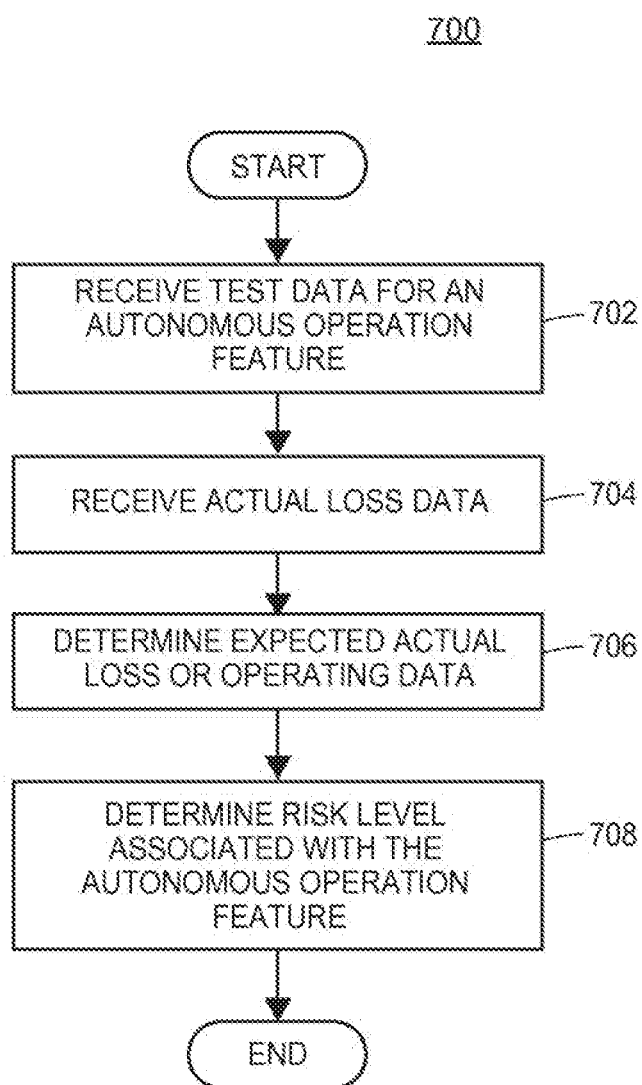 700
START
RECEIVE TEST DATA FOR AN
AUTONOMOUS OPERATION
FEATURE
702
RECEIVE ACTUAL LOSS DATA
704
DETERMINE EXPECTED ACTUAL
LOSS OR OPERATING DATA
706
DETERMINE RISK LEVEL
ASSOCIATED WITH THE
AUTONOMOUS OPERATION
FEATURE
708
END